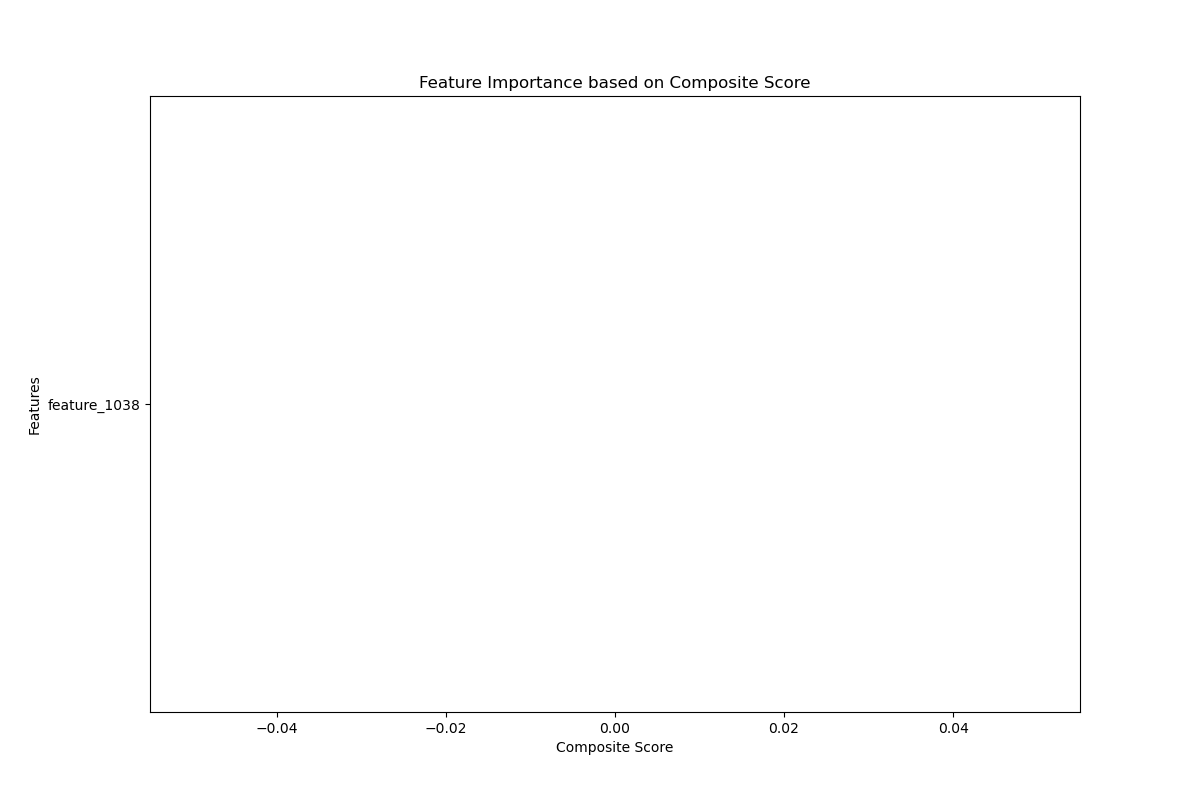 Feature Importance based on Composite Score
Features
feature_1038
−0.04
−0.02
0.00
0.02
0.04
Composite Score